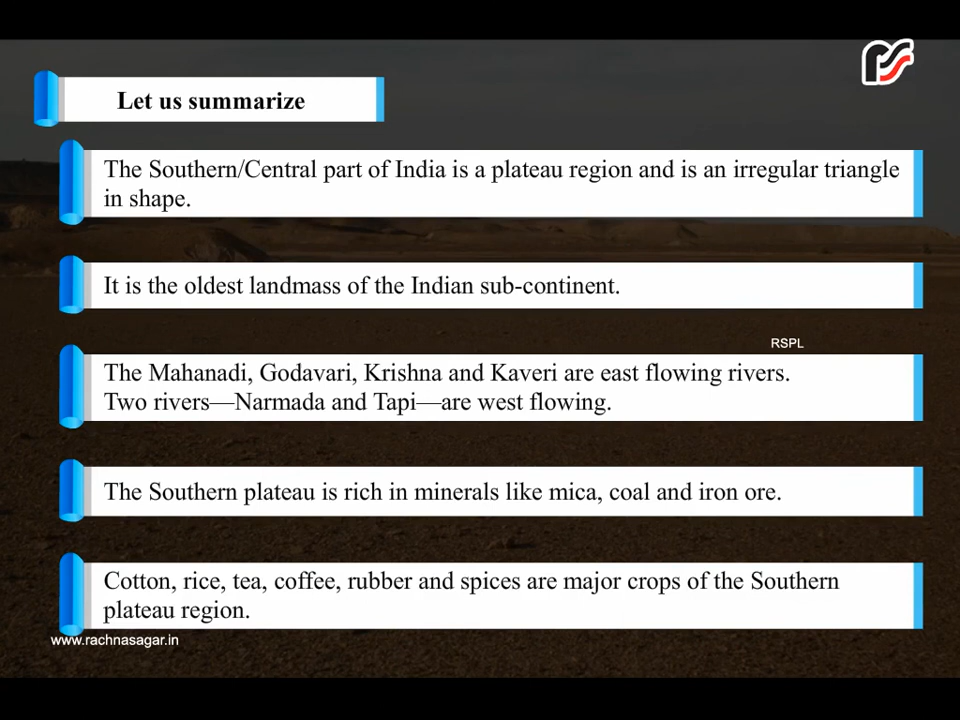 Let us summarize
The Southern/Central part of India is a plateau region and is an irregular triangle
in shape.
It is the oldest landmass of the Indian sub-continent.
RSPL
The Mahanadi, Godavari, Krishna and Kaveri are east flowing rivers.
Two rivers—Narmada and Tapi—are west flowing.
The Southern plateau is rich in minerals like mica, coal and iron ore.
Cotton, rice, tea, coffee, rubber and spices are major crops of the Southern
plateau region.
www.rachnasagar.in